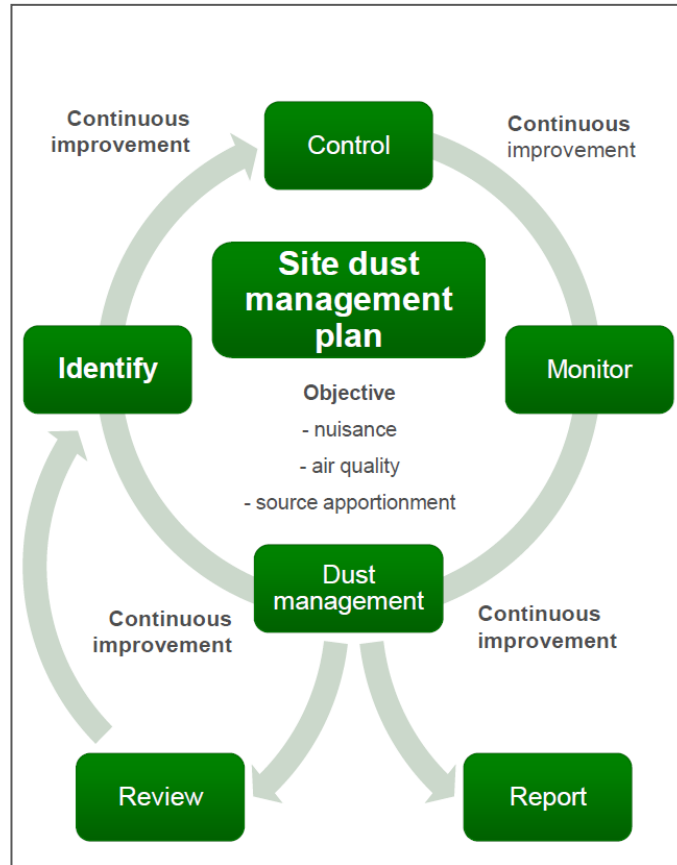 Continuous
improvement
Control
Continuous
improvement
Site dust
management
plan
Identify
Monitor
Objective
- nuisance
- air quality
- source apportionment
Dust
management
Continuous
improvement
Continuous
improvement
Review
Report